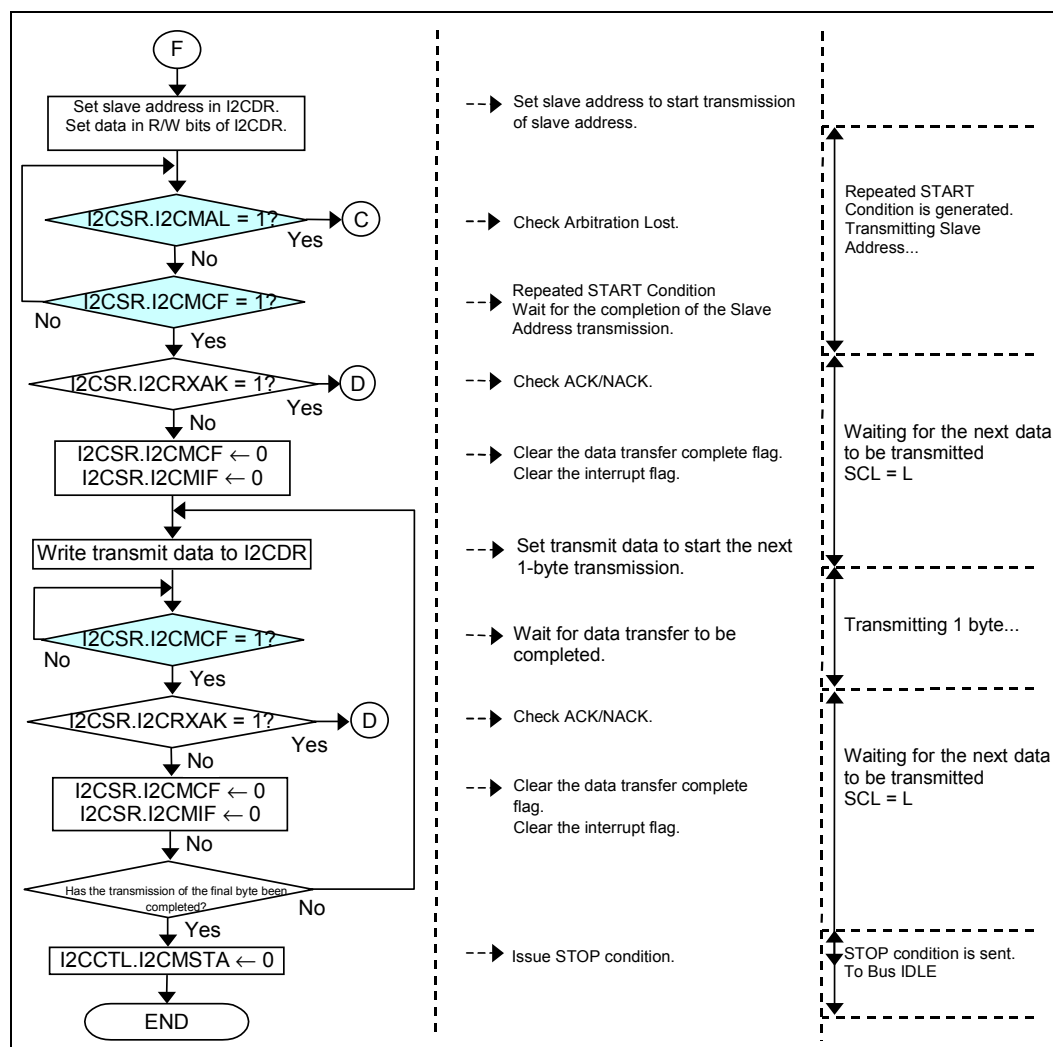 F
Set slave address in I2CDR.
Set data in R/W bits of I2CDR.
I2CSR.I2CMAL = 1?
C
Yes
No
I2CSR.I2CMCF = 1?
No
Yes
I2CSR.I2CRXAK = 1?
D
Yes
No
I2CSR.I2CMCF ← 0
I2CSR.I2CMIF ← 0
Write transmit data to I2CDR
I2CSR.I2CMCF = 1?
No
Yes
I2CSR.I2CRXAK = 1?
D
Yes
No
I2CSR.I2CMCF ← 0
I2CSR.I2CMIF ← 0
No
Has the transmission of the final byte been
completed?
No
Yes
I2CCTL.I2CMSTA ← 0
END
Set slave address to start transmission
of slave address.
Check Arbitration Lost.
Repeated START Condition
Wait for the completion of the Slave
Address transmission.
Check ACK/NACK.
Clear the data transfer complete flag.
Clear the interrupt flag.
Set transmit data to start the next
1-byte transmission.
Wait for data transfer to be
completed.
Check ACK/NACK.
Clear the data transfer complete
flag.
Clear the interrupt flag.
Issue STOP condition.
Repeated START
Condition is generated.
Transmitting Slave
Address...
Waiting for the next data
to be transmitted
SCL = L
Transmitting 1 byte...
Waiting for the next data
to be transmitted
SCL = L
STOP condition is sent.
To Bus IDLE